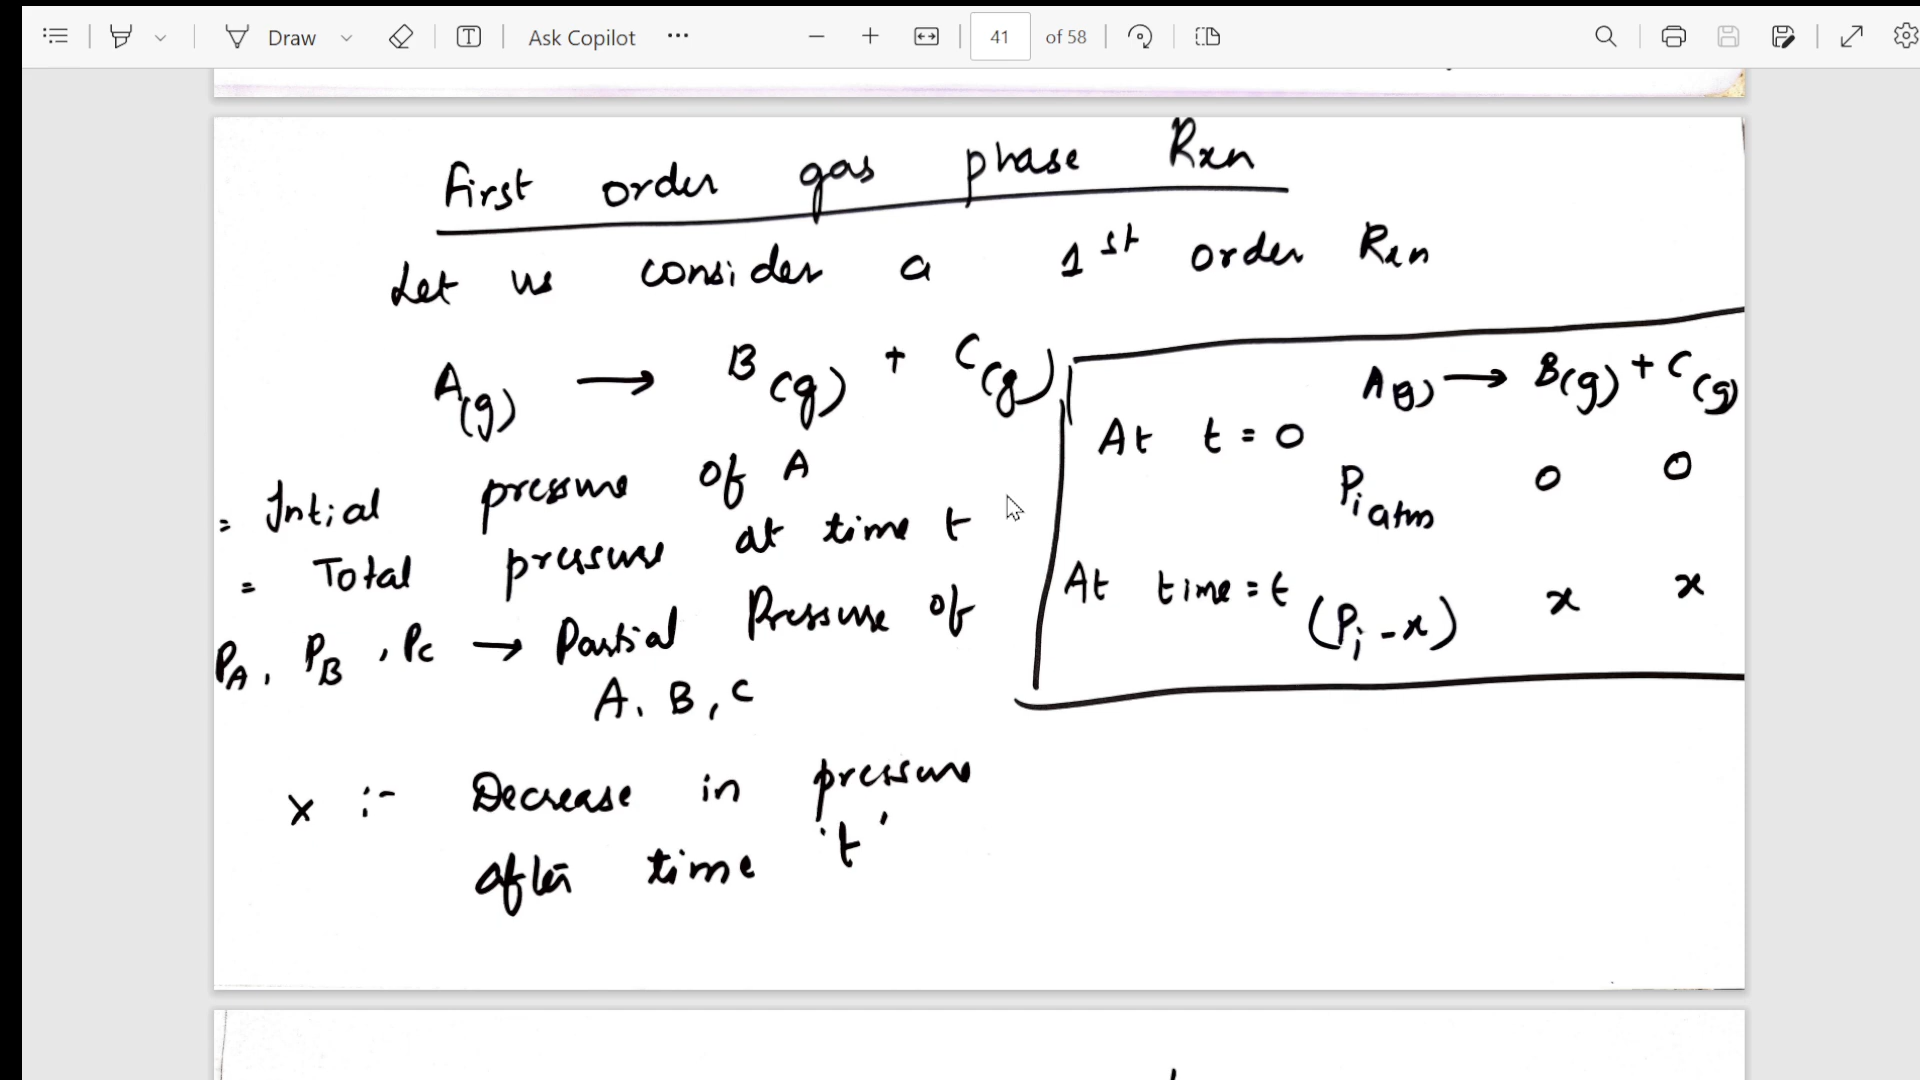 Draw
Ask Copilot
41 of 58
First order gas phase Rxn
Let us consider a 1st order Rxn
A(g) → B(g) + C(g)
= Intial pressure of A
= Total pressure at time t
PA, PB, Pc → Partial Pressure of
A, B, C
x :- Decrease in pressure
after time 't'
A(g) → B(g) + C(g)
At t = 0
Pi atm 0 0
At time = t (Pi - x) x x